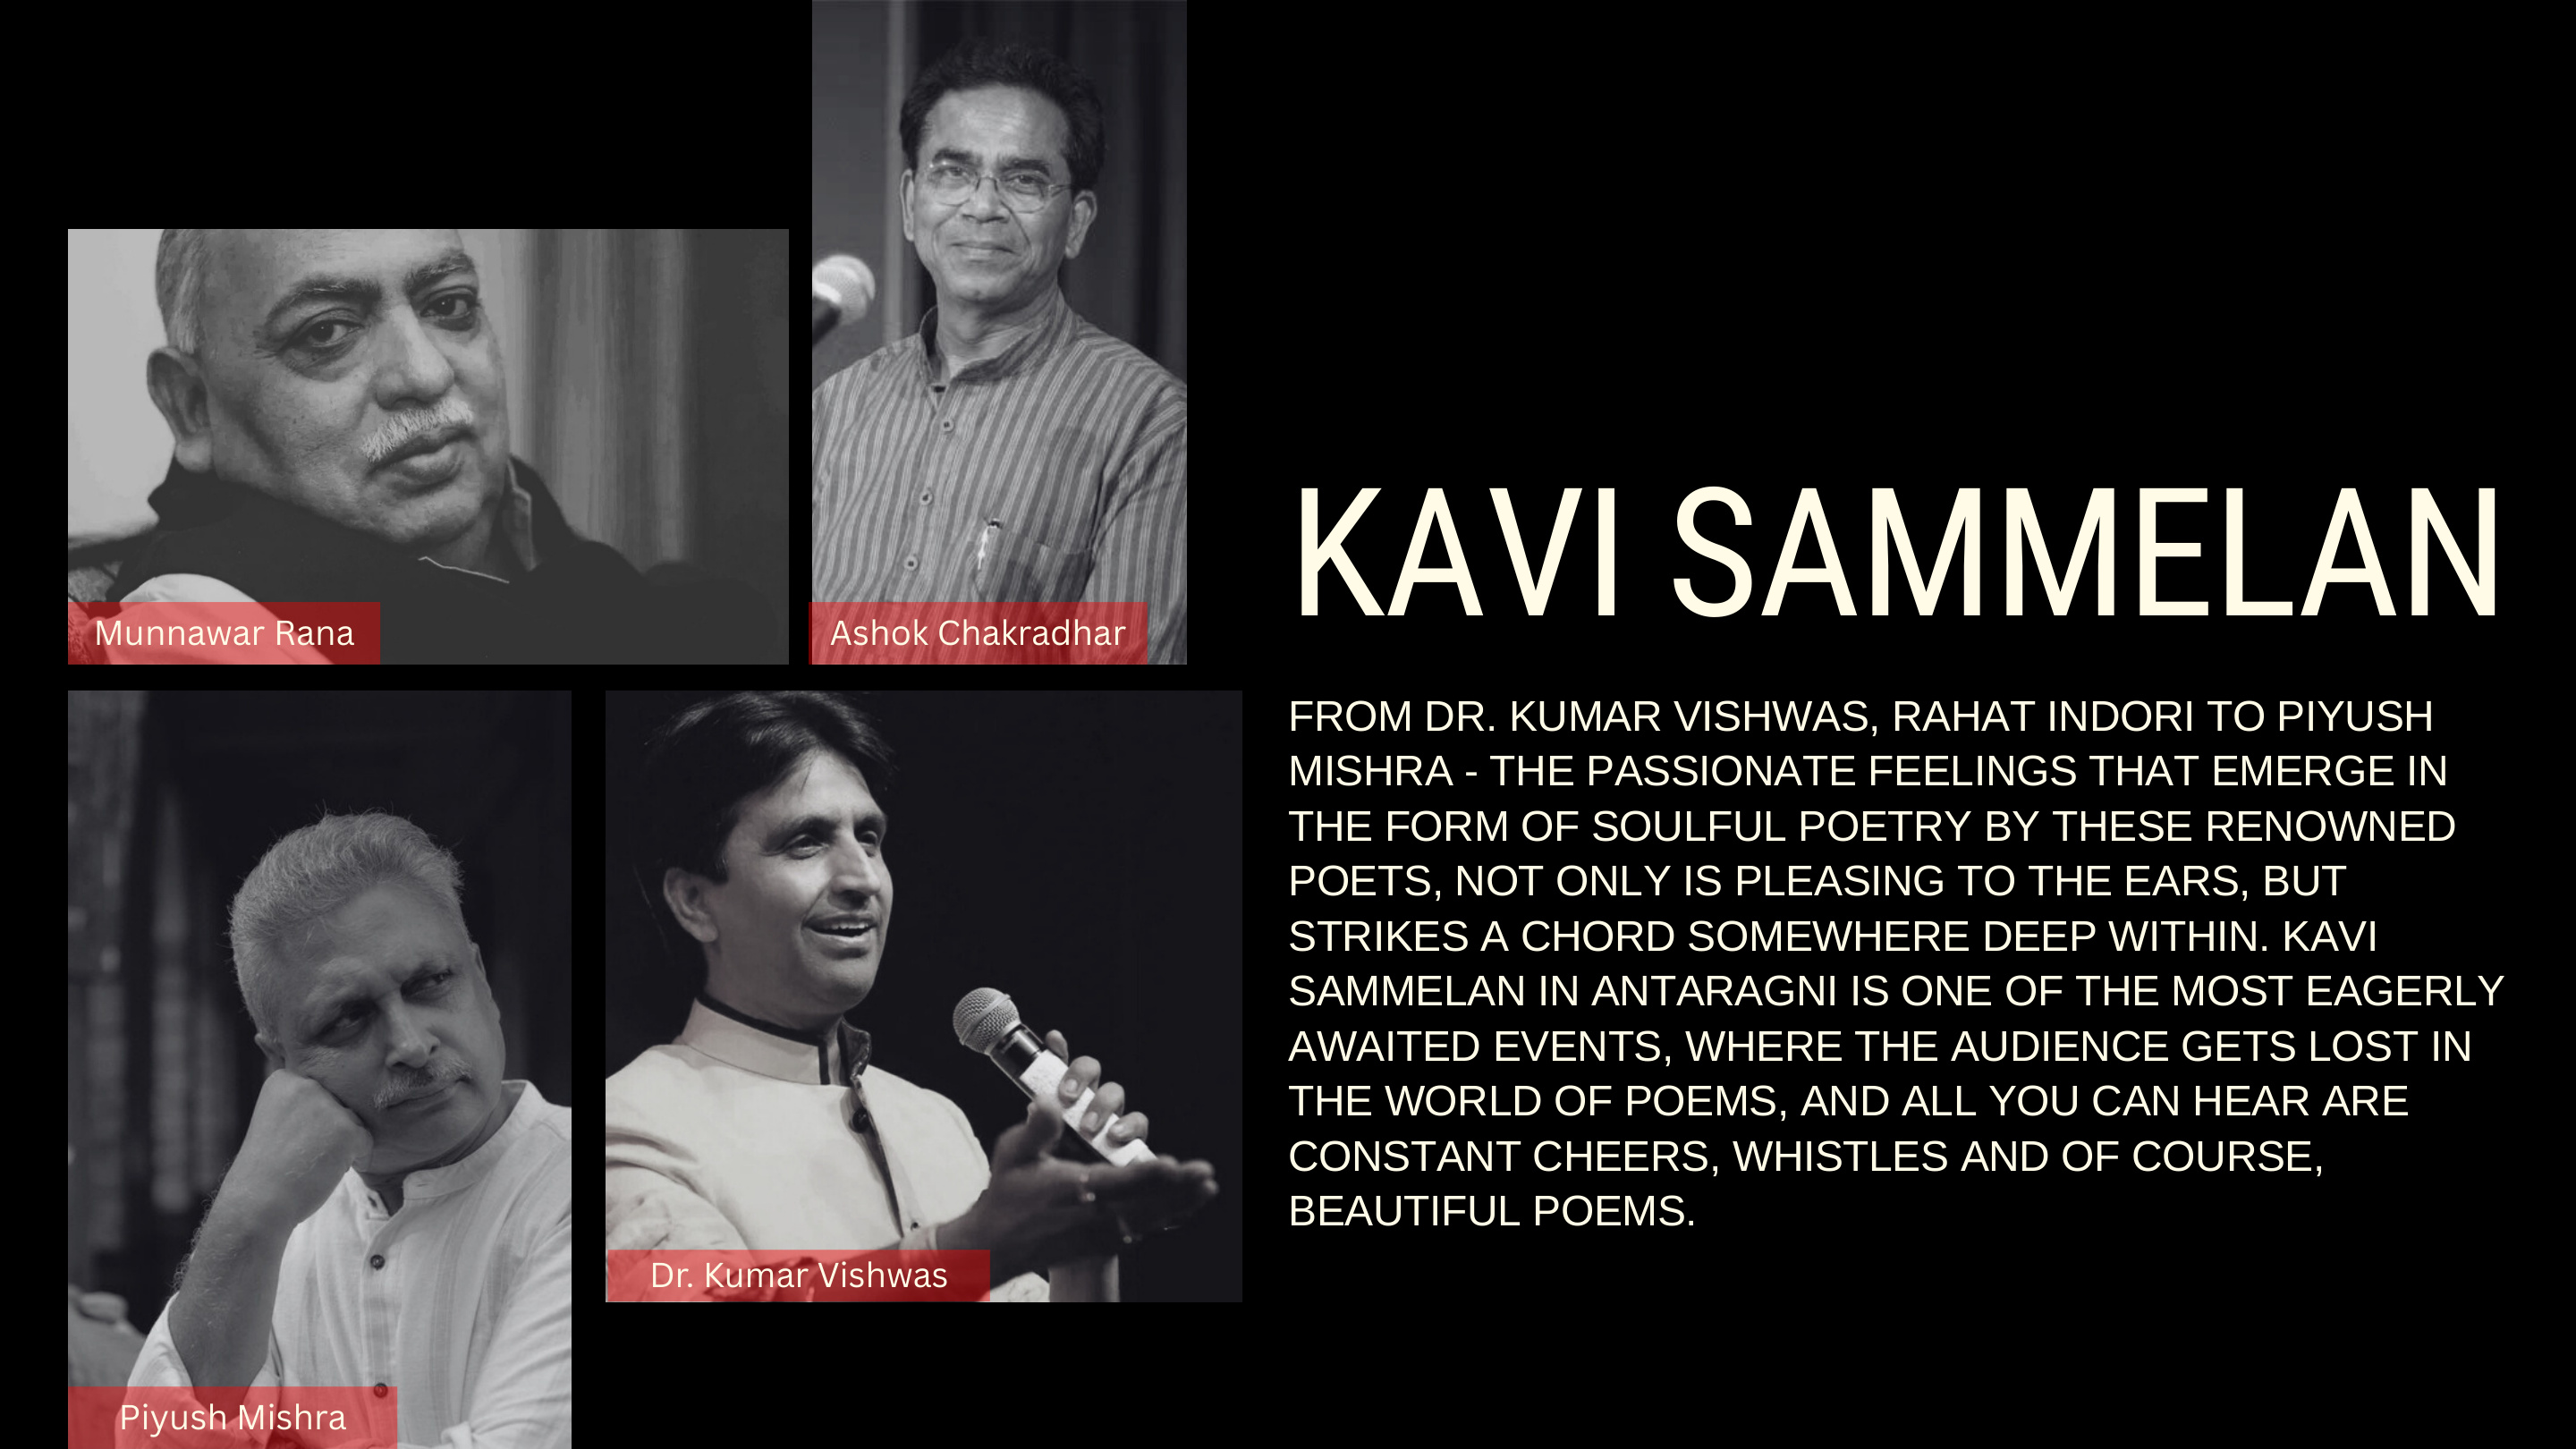 Munnawar Rana
Ashok Chakradhar
Piyush Mishra
Dr. Kumar Vishwas
KAVI SAMMELAN
FROM DR. KUMAR VISHWAS, RAHAT INDORI TO PIYUSH
MISHRA - THE PASSIONATE FEELINGS THAT EMERGE IN
THE FORM OF SOULFUL POETRY BY THESE RENOWNED
POETS, NOT ONLY IS PLEASING TO THE EARS, BUT
STRIKES A CHORD SOMEWHERE DEEP WITHIN. KAVI
SAMMELAN IN ANTARAGNI IS ONE OF THE MOST EAGERLY
AWAITED EVENTS, WHERE THE AUDIENCE GETS LOST IN
THE WORLD OF POEMS, AND ALL YOU CAN HEAR ARE
CONSTANT CHEERS, WHISTLES AND OF COURSE,
BEAUTIFUL POEMS.